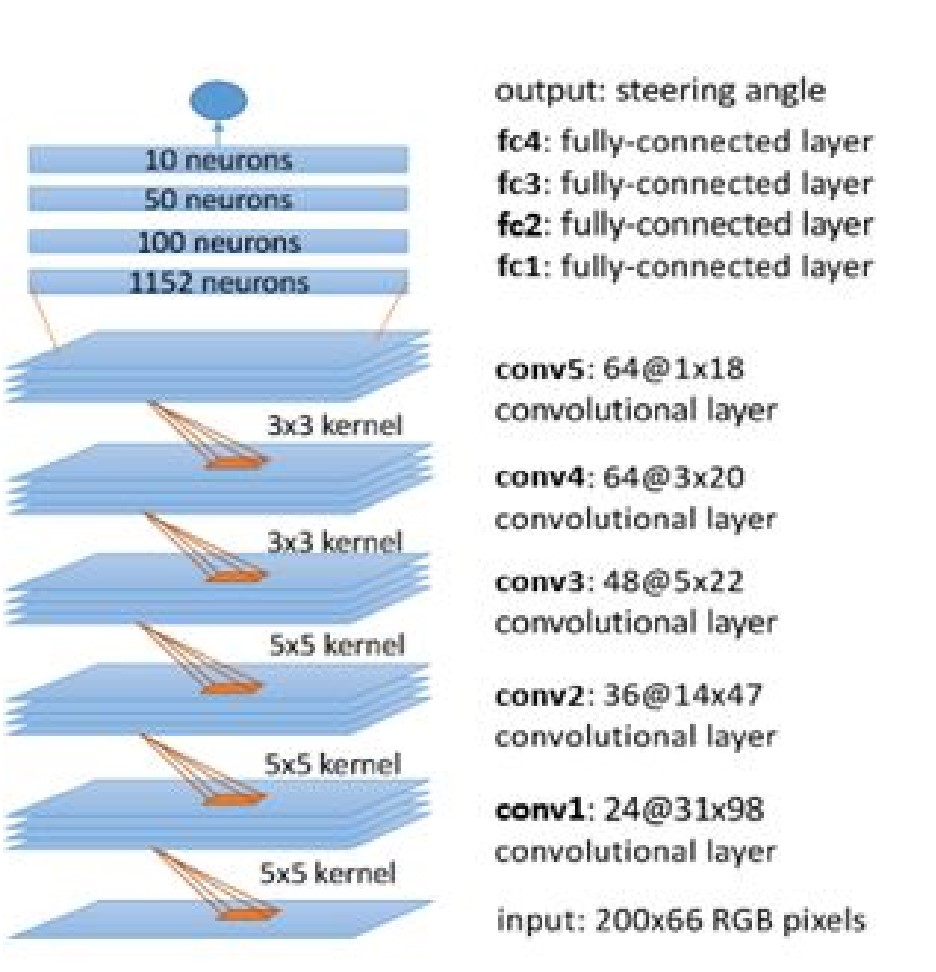 output: steering angle
10 neurons
fc4: fully-connected layer
50 neurons
fc3: fully-connected layer
100 neurons
fc2: fully-connected layer
1152 neurons
fc1: fully-connected layer
conv5: 64@1x18
convolutional layer
3x3 kernel
conv4: 64@3x20
convolutional layer
3x3 kernel
conv3: 48@5x22
convolutional layer
5x5 kernel
conv2: 36@14x47
convolutional layer
5x5 kernel
conv1: 24@31x98
convolutional layer
5x5 kernel
input: 200x66 RGB pixels